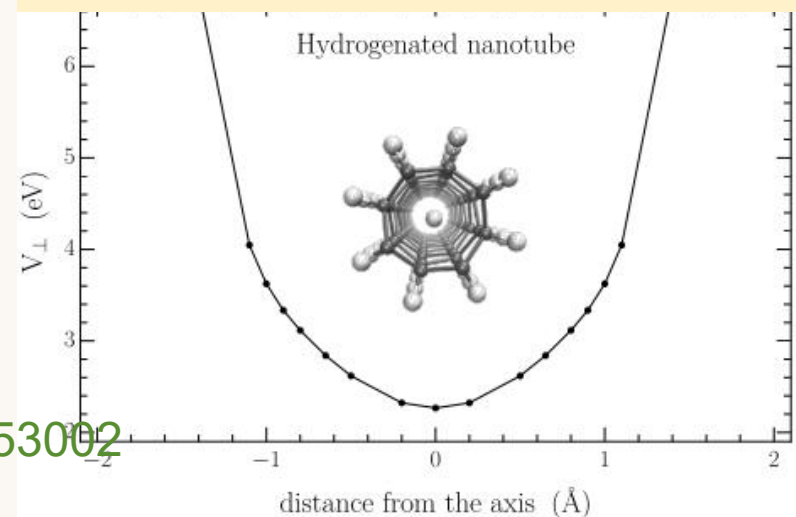 Hydrogenated nanotube
6
5
4
3
V⊥ (eV)
53002
−2 −1 0 1 2
distance from the axis (Å)